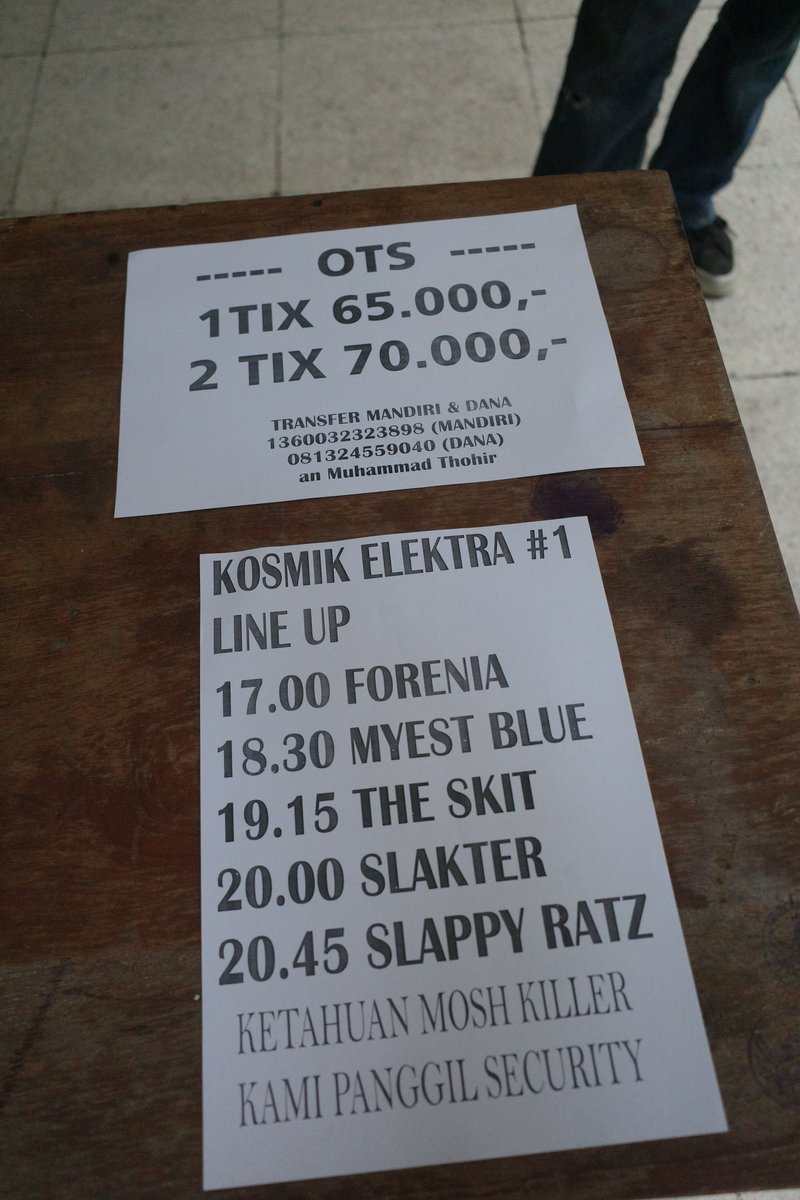 ----- OTS -----
1TIX 65.000,-
2 TIX 70.000,-
TRANSFER MANDIRI & DANA
1360032323898 (MANDIRI)
081324559040 (DANA)
an Muhammad Thohir
KOSMIK ELEKTRA #1
LINE UP
17.00 FORENIA
18.30 MYEST BLUE
19.15 THE SKIT
20.00 SLAKTER
20.45 SLAPPY RATZ
KETAHUAN MOSH KILLER
KAMI PANGGIL SECURITY